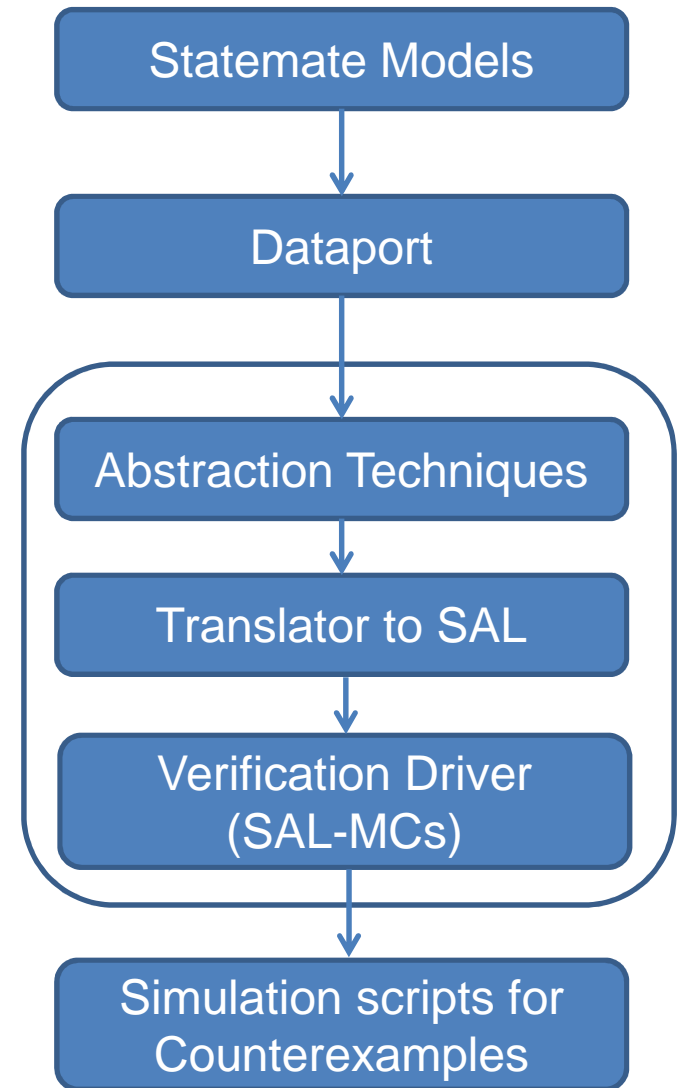 Statemate Models
Dataport
Abstraction Techniques
Translator to SAL
Verification Driver
(SAL-MCs)
Simulation scripts for
Counterexamples